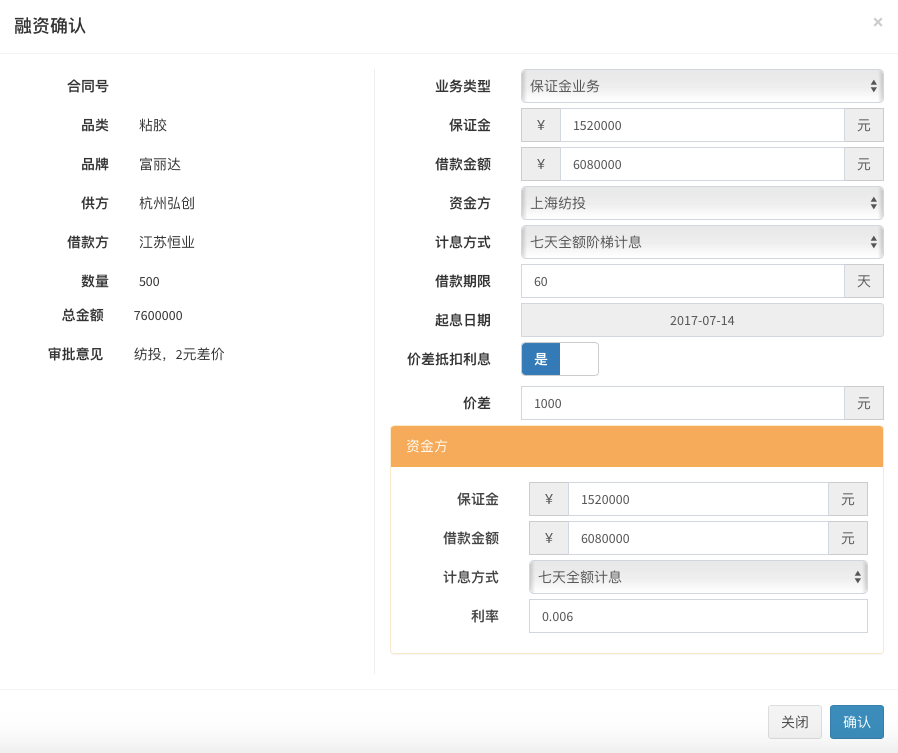 融资确认
×
合同号
品类 粘胶
品牌 富丽达
供方 杭州弘创
借款方 江苏恒业
数量 500
总金额 7600000
审批意见 纺投，2元差价
业务类型 保证金业务
保证金 ¥ 1520000 元
借款金额 ¥ 6080000 元
资金方 上海纺投
计息方式 七天全额阶梯计息
借款期限 60 天
起息日期 2017-07-14
价差抵扣利息 是
价差 1000 元
资金方
保证金 ¥ 1520000 元
借款金额 ¥ 6080000 元
计息方式 七天全额计息
利率 0.006
关闭 确认